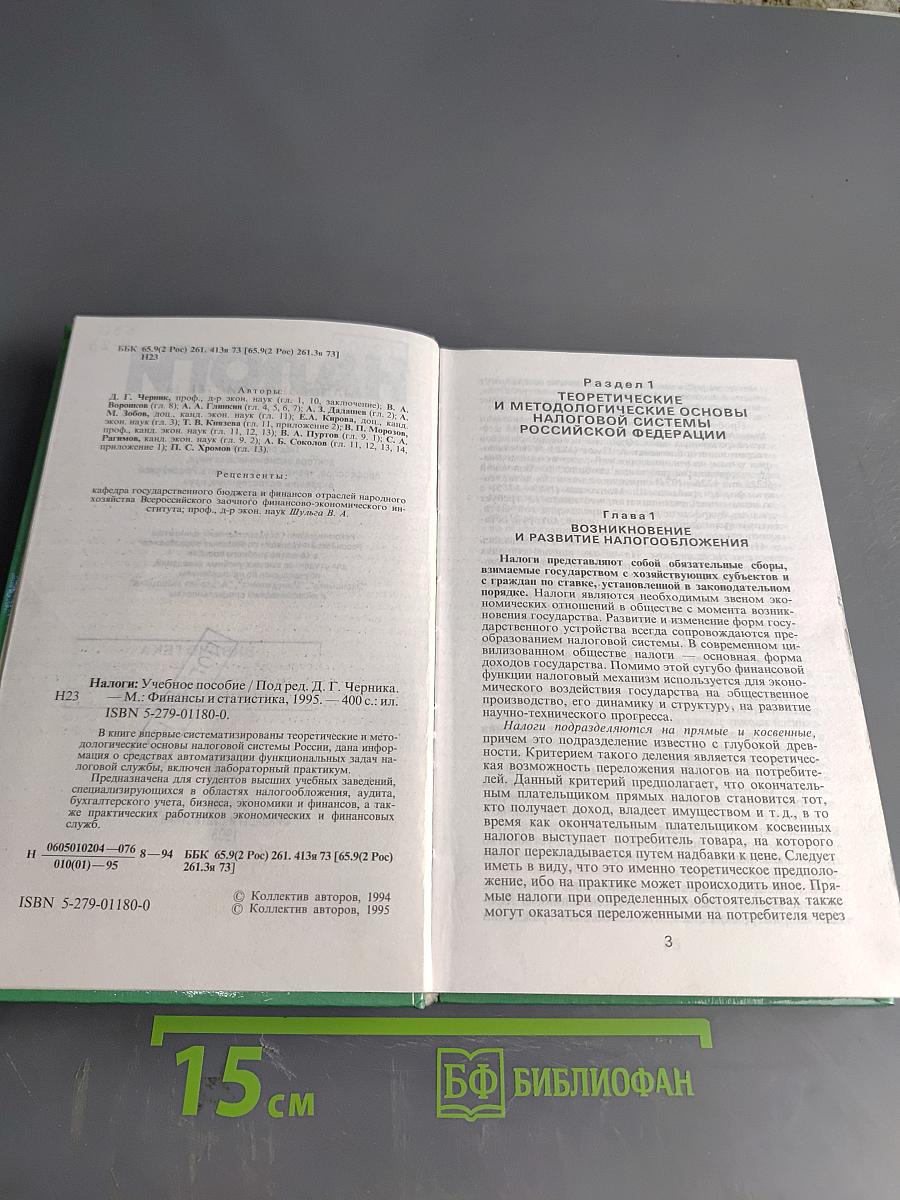 ББК 65.9(2 Рос) 261. 413я 73 [65.9(2 Рос) 261.3я 73]
Н23
Авторы:
Д. Г. Черник, проф., д-р экон. наук (гл. 1, 10, заключение); В. А.
Воронков (гл. 8); А. А. Глинкин (гл. 4, 5, 6, 7); А. З. Дадашев (гл. 2); А.
М. Зобов, доц., канд. экон. наук (гл. 11); Е.А. Кирова, доц., канд.
экон. наук (гл. 3); Т. В. Князева (гл. 11, приложение 2); В. П. Морозов,
проф., канд. экон. наук (гл. 11, 12, 13); В. А. Пуртов (гл. 9, 1); С. А.
Рагимов, канд. экон. наук (гл. 9. 2); А. Б. Соколов (гл. 11, 12, 13, 14,
приложение 1); П. С. Хромов (гл. 13).
Рецензенты:
кафедра государственного бюджета и финансов отраслей народного
хозяйства Всероссийского заочного финансово-экономического ин-
ститута; проф., д-р экон. наук Шульга В. А.
Налоги: Учебное пособие / Под ред. Д. Г. Черника.
Н23 — М.: Финансы и статистика, 1995. — 400 с.: ил.
ISBN 5-279-01180-0.
В книге впервые систематизированы теоретические и мето-
дологические основы налоговой системы России, дана инфор-
мация о средствах автоматизации функциональных задач на-
логовой службы, включен лабораторный практикум.
Предназначена для студентов высших учебных заведений,
специализирующихся в областях налогообложения, аудита,
бухгалтерского учета, бизнеса, экономики и финансов, а так-
же практических работников экономических и финансовых
служб.
Н 0605010204—076
010(01)—95
8—94 ББК 65.9(2 Рос) 261. 413я 73 [65.9(2 Рос)
261.3я 73]
© Коллектив авторов, 1994
ISBN 5-279-01180-0 © Коллектив авторов, 1995
Раздел 1
ТЕОРЕТИЧЕСКИЕ
И МЕТОДОЛОГИЧЕСКИЕ ОСНОВЫ
НАЛОГОВОЙ СИСТЕМЫ
РОССИЙСКОЙ ФЕДЕРАЦИИ
Глава 1
ВОЗНИКНОВЕНИЕ
И РАЗВИТИЕ НАЛОГООБЛОЖЕНИЯ
Налоги представляют собой обязательные сборы,
взимаемые государством с хозяйствующих субъектов и
с граждан по ставке, установленной в законодательном
порядке. Налоги являются необходимым звеном эко-
номических отношений в обществе с момента возник-
новения государства. Развитие и изменение форм госу-
дарственного устройства всегда сопровождаются пре-
образованием налоговой системы. В современном ци-
вилизованном обществе налоги — основная форма
доходов государства. Помимо этой сугубо финансовой
функции налоговый механизм используется для эконо-
мического воздействия государства на общественное
производство, его динамику и структуру, на развитие
научно-технического прогресса.
Налоги подразделяются на прямые и косвенные,
причем это подразделение известно с глубокой древ-
ности. Критерием такого деления является теоретичес-
кая возможность переложения налогов на потребите-
лей. Данный критерий предполагает, что окончатель-
ным плательщиком прямых налогов становится тот,
кто получает доход, владеет имуществом и т. д., в то
время как окончательным плательщиком косвенных
налогов выступает потребитель товара, на которого
налог перекладывается путем надбавки к цене. Следует
иметь в виду, что это именно теоретическое предполо-
жение, ибо на практике может происходить иное. Пря-
мые налоги при определенных обстоятельствах также
могут оказаться переложенными на потребителя через
3
15 см
БФ БИБЛИОФАН